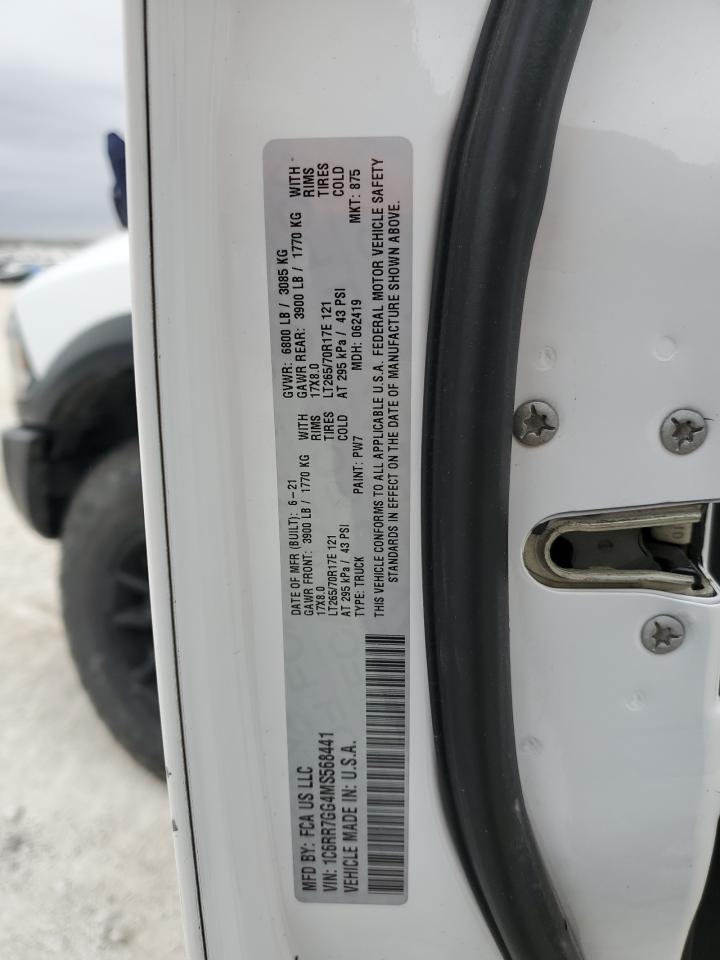 MFD BY: FCA US LLC
VIN: 1C6RR7GG4MS568441
VEHICLE MADE IN: U.S.A.
DATE OF MFR (BUILT): 6-21 GVWR: 6800 LB / 3085 KG
GAWR FRONT: 3900 LB / 1770 KG WITH GAWR REAR: 3900 LB / 1770 KG WITH
17X8.0 RIMS 17X8.0 RIMS
LT265/70R17E 121 TIRES LT265/70R17E 121 TIRES
AT 295 kPa / 43 PSI COLD AT 295 kPa / 43 PSI COLD
TYPE: TRUCK PAINT: PW7 MDH: 062419 MKT: 875
THIS VEHICLE CONFORMS TO ALL APPLICABLE U.S.A. FEDERAL MOTOR VEHICLE SAFETY
STANDARDS IN EFFECT ON THE DATE OF MANUFACTURE SHOWN ABOVE.